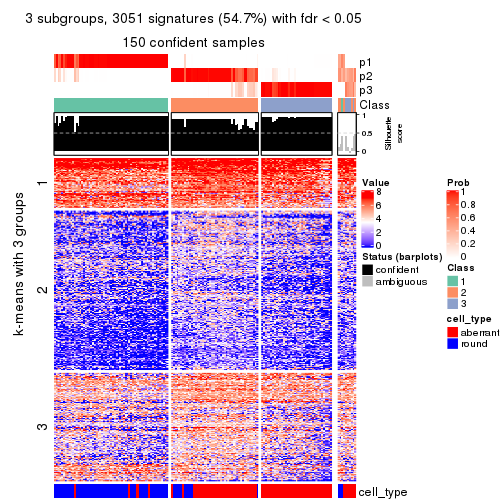 3 subgroups, 3051 signatures (54.7%) with fdr < 0.05
150 confident samples
p1
p2
p3
Class
1
0.5
0
Silhouette
score
k-means with 3 groups
1
2
3
cell_type
Value
8
6
4
2
0
Status (barplots)
confident
ambiguous
Prob
1
0.8
0.6
0.4
0.2
0
Class
1
2
3
cell_type
aberrant
round